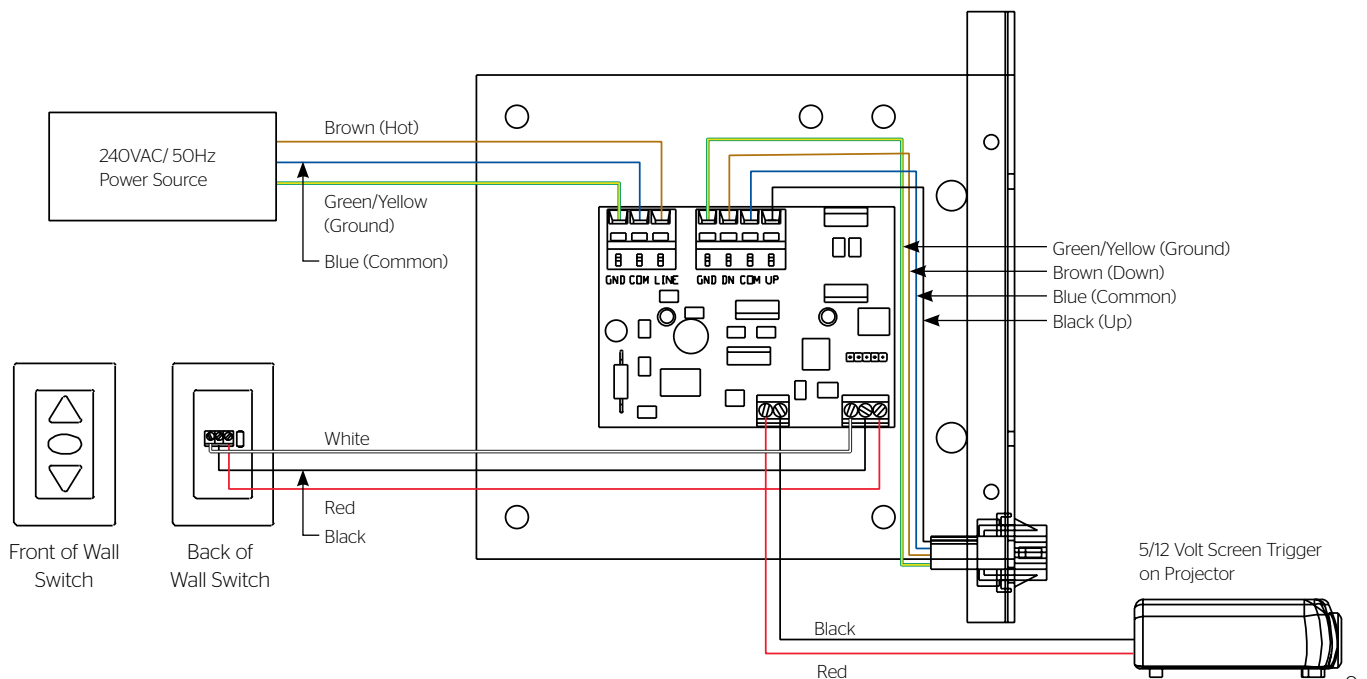 Brown (Hot)
240VAC/ 50Hz
Power Source
Green/Yellow
(Ground)
Blue (Common)
GND COM LINE
GND DN COM UP
Green/Yellow (Ground)
Brown (Down)
Blue (Common)
Black (Up)
White
Red
Black
Front of Wall
Switch
Back of
Wall Switch
5/12 Volt Screen Trigger
on Projector
Black
Red